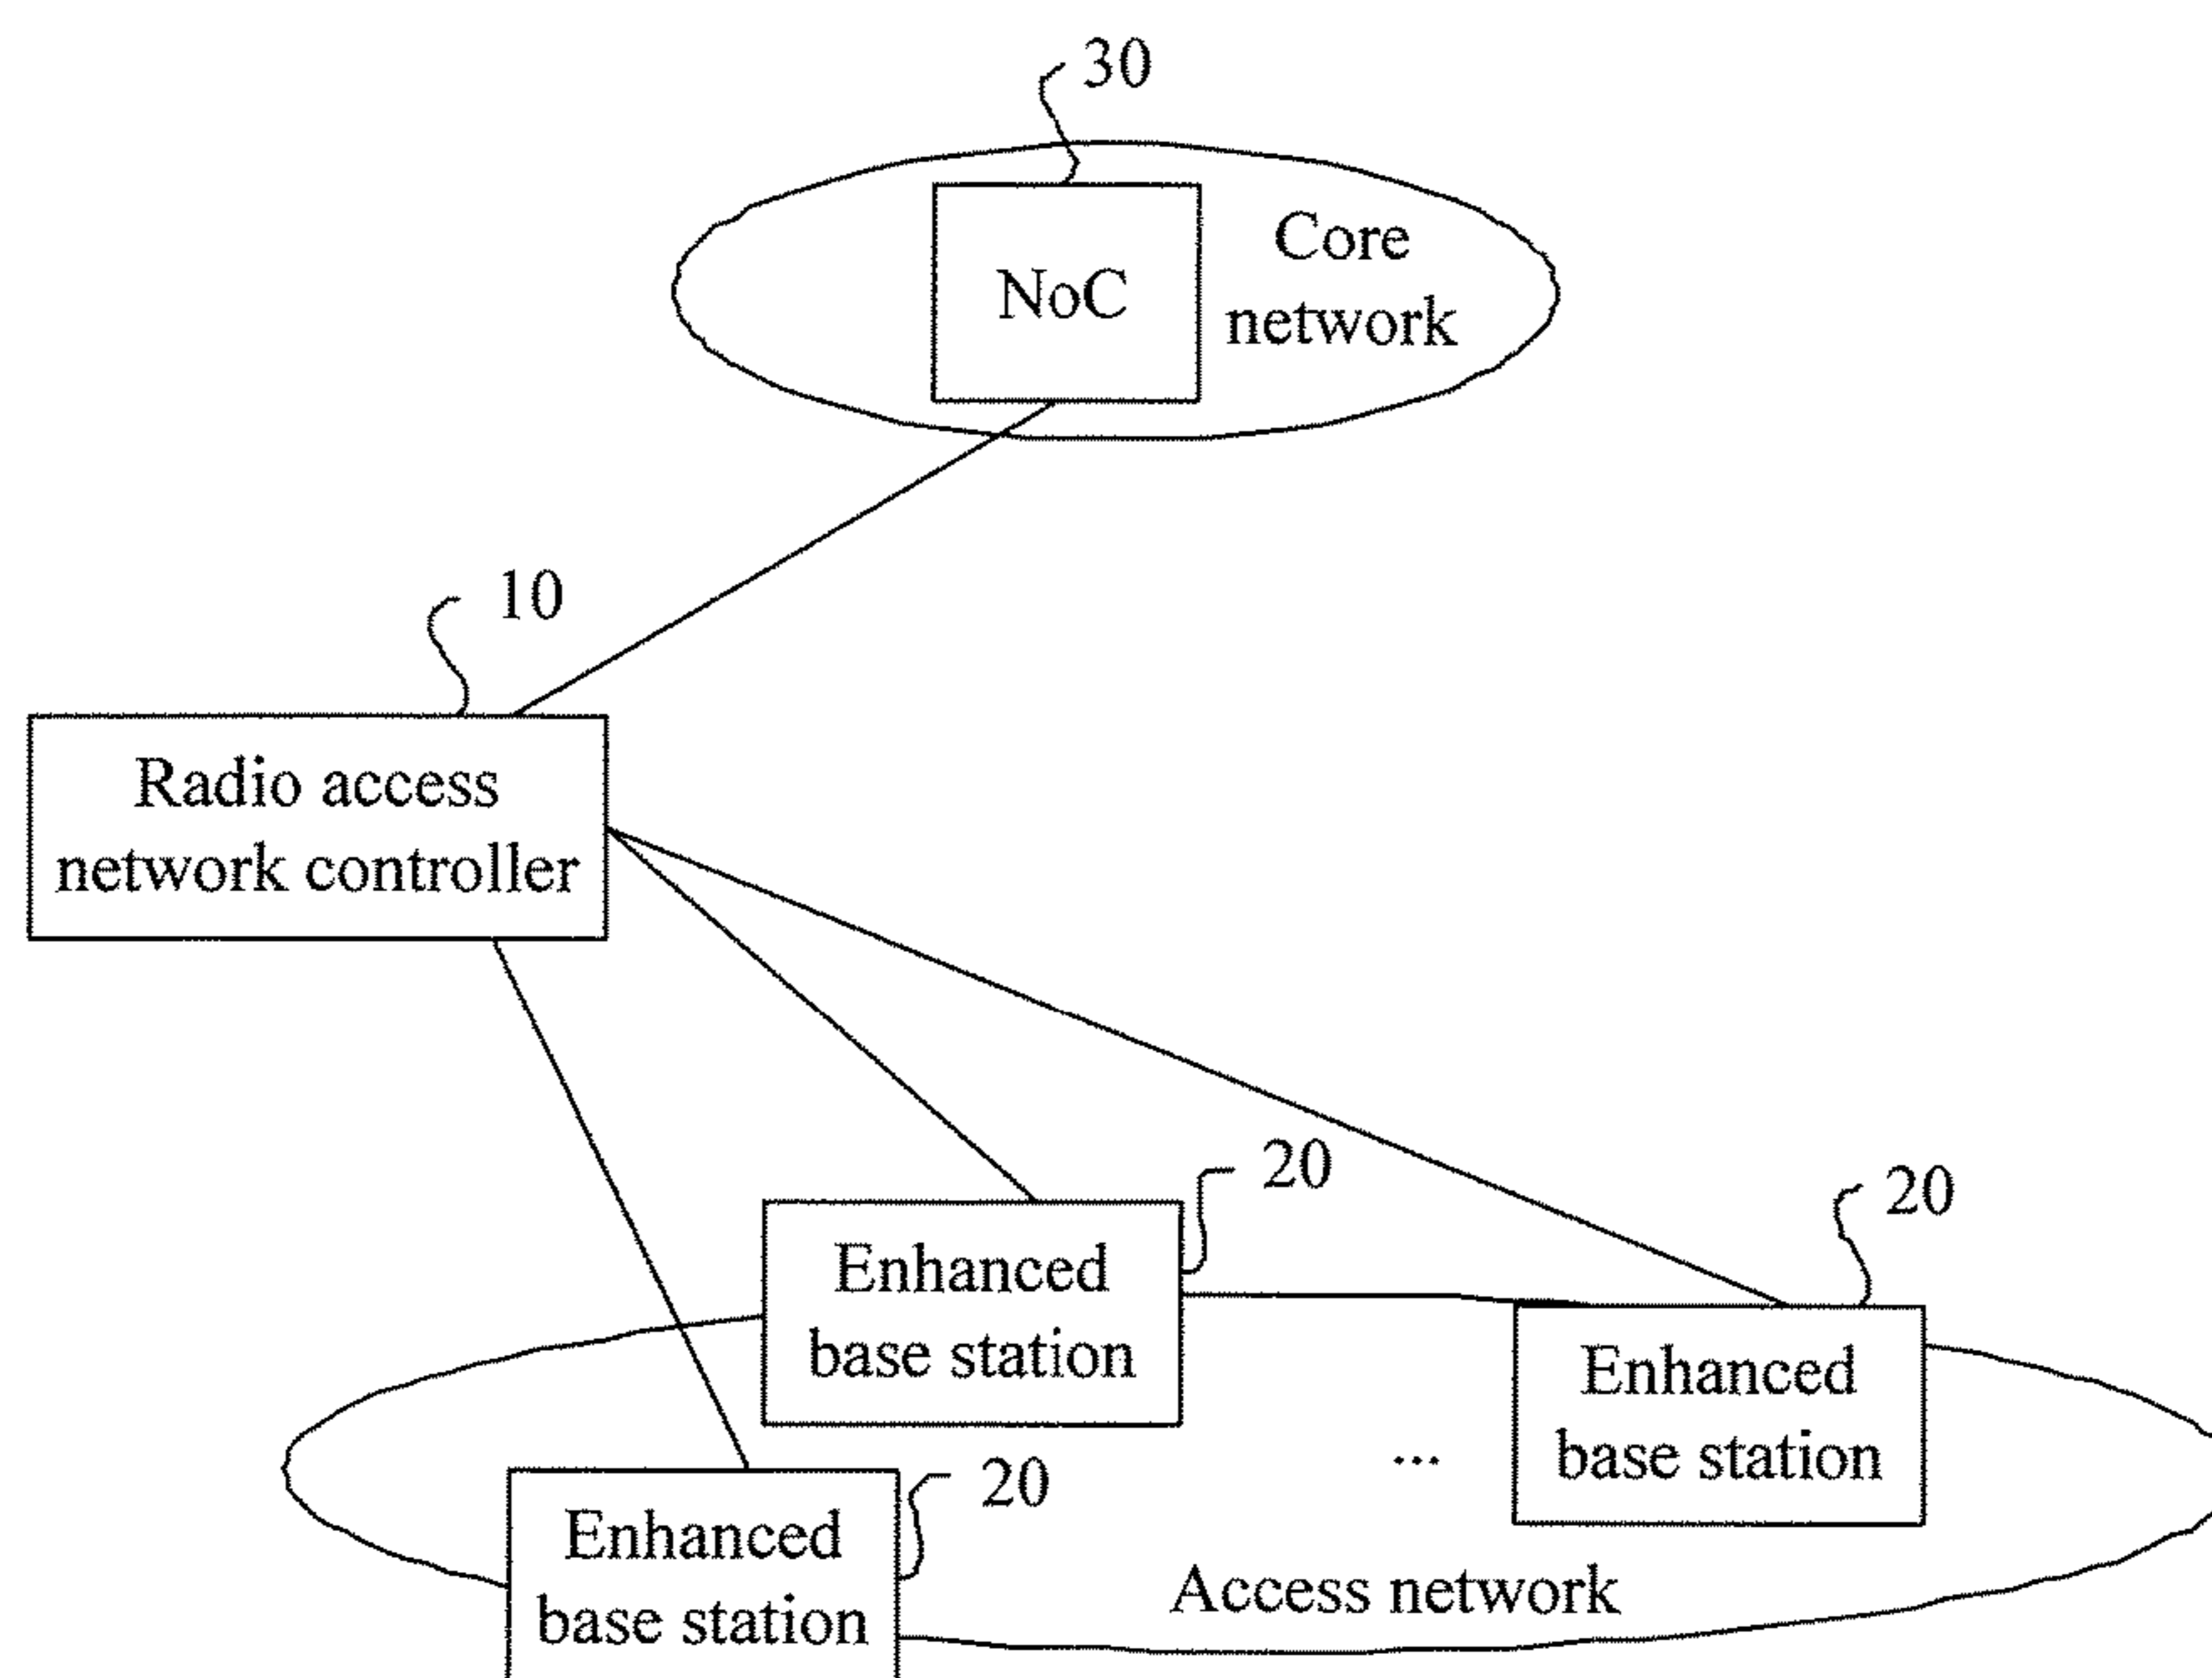 30
NoC
Core
network
10
Radio access
network controller
20
Enhanced
base station
20
Enhanced
base station
...
20
Enhanced
base station
Access network